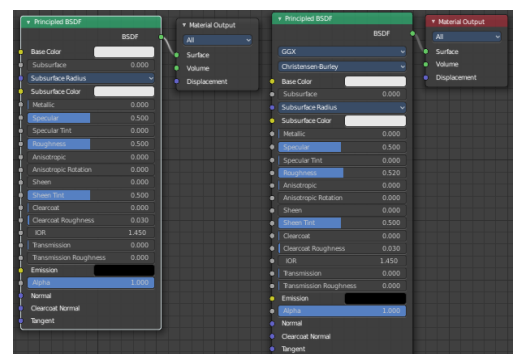 Principled BSDF
BSDF
Base Color
Subsurface 0.000
Subsurface Radius
Subsurface Color
Metallic 0.000
Specular 0.500
Specular Tint 0.000
Roughness 0.500
Anisotropic 0.000
Anisotropic Rotation 0.000
Sheen 0.000
Sheen Tint 0.500
Clearcoat 0.000
Clearcoat Roughness 0.030
IOR 1.450
Transmission 0.000
Transmission Roughness 0.000
Emission
Alpha 1.000
Normal
Clearcoat Normal
Tangent
Material Output
All
Surface
Volume
Displacement
Principled BSDF
BSDF
GGX
Christensen-Burley
Base Color
Subsurface 0.000
Subsurface Radius
Subsurface Color
Metallic 0.000
Specular 0.500
Specular Tint 0.000
Roughness 0.520
Anisotropic 0.000
Anisotropic Rotation 0.000
Sheen 0.000
Sheen Tint 0.500
Clearcoat 0.000
Clearcoat Roughness 0.030
IOR 1.450
Transmission 0.000
Transmission Roughness 0.000
Emission
Alpha 1.000
Normal
Clearcoat Normal
Tangent
Material Output
All
Surface
Volume
Displacement